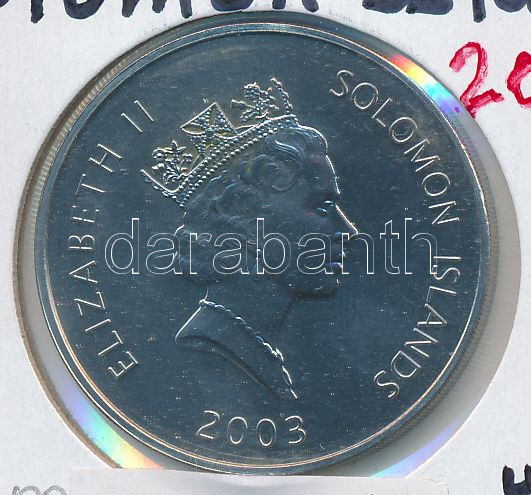 ELIZABETH II
SOLOMON ISLANDS
2003
darabanth